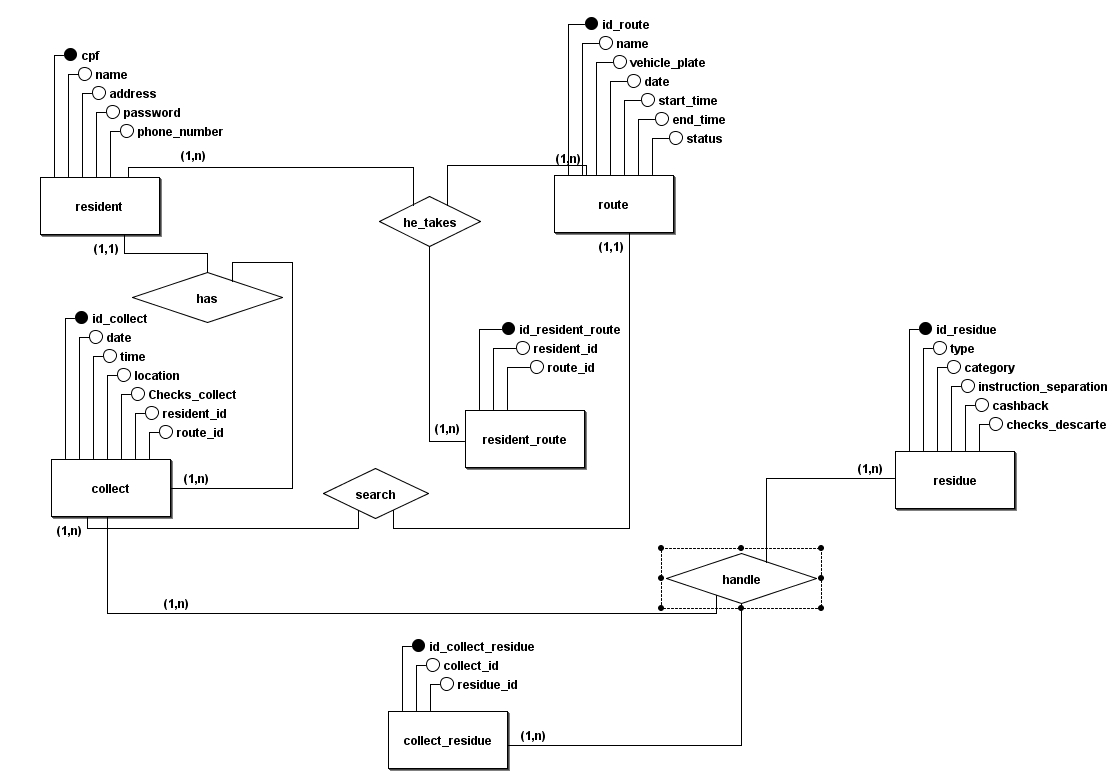 id_route
name
vehicle_plate
date
start_time
end_time
status
cpf
name
address
password
phone_number
(1,n)
(1,n)
resident
route
he_takes
(1,1)
(1,1)
has
id_collect
date
time
location
Checks_collect
resident_id
route_id
id_resident_route
resident_id
route_id
id_residue
type
category
instruction_separation
cashback
checks_descarte
(1,n)
resident_route
(1,n)
collect
(1,n)
search
(1,n)
residue
(1,n)
handle
(1,n)
id_collect_residue
collect_id
residue_id
collect_residue
(1,n)